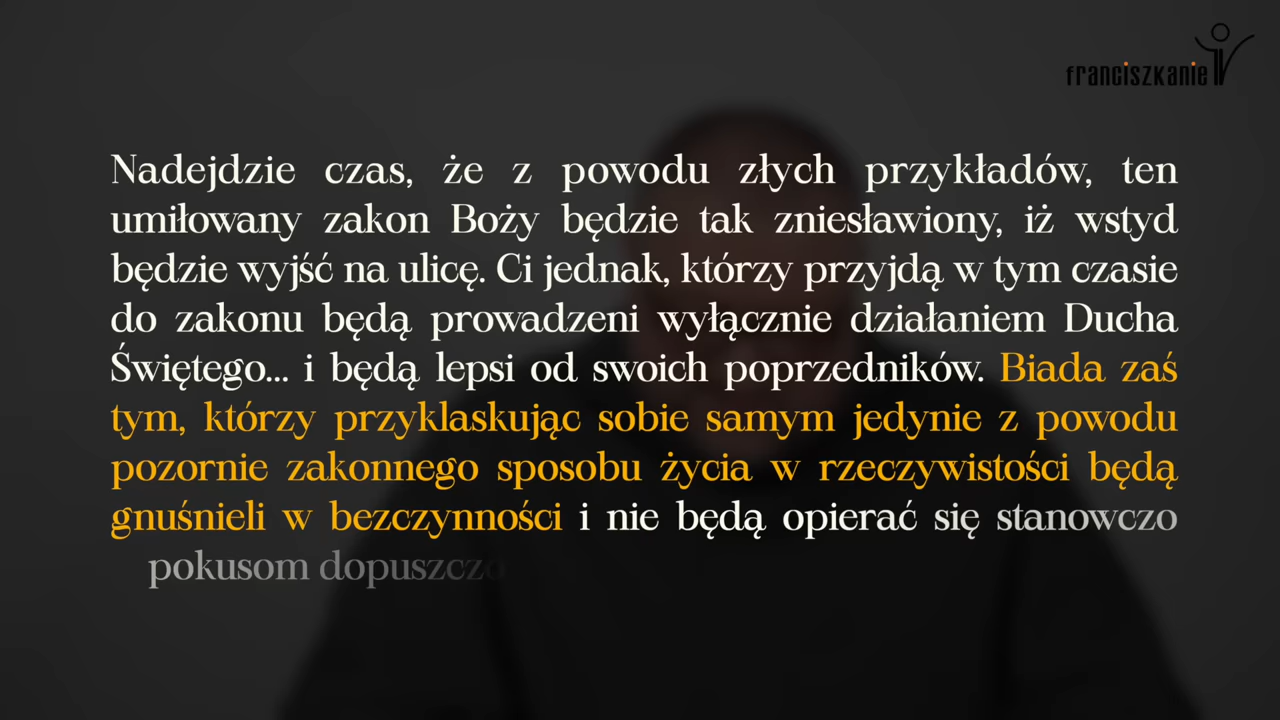 franciszkanie TV
Nadejdzie czas, że z powodu złych przykładów, ten
umiłowany zakon Boży będzie tak zniesławiony, iż wstyd
będzie wyjść na ulicę. Ci jednak, którzy przyjdą w tym czasie
do zakonu będą prowadzeni wyłącznie działaniem Ducha
Świętego... i będą lepsi od swoich poprzedników. Biada zaś
tym, którzy przyklaskując sobie samym jedynie z powodu
pozornie zakonnego sposobu życia w rzeczywistości będą
gnuśnieli w bezczynności i nie będą opierać się stanowczo
pokusom